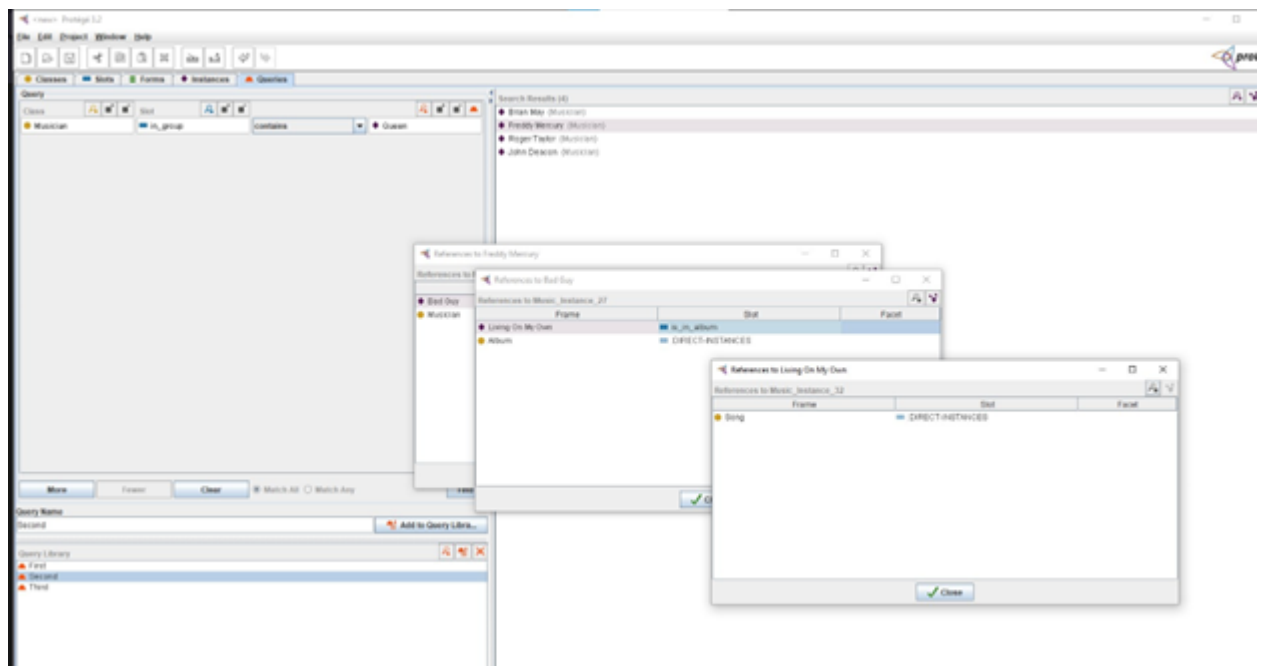 <new> Protégé 3.2
File Edit Project Window Help
Classes Slots Forms Instances Queries
Query
Class Slot
Musician in_group contains Queen
Search Results (4)
Brian May (Musician)
Freddy Mercury (Musician)
Roger Taylor (Musician)
John Deacon (Musician)
References to Freddy Mercury
References to
Bad Guy
Musician
References to Bad Guy
References to Music_Instance_27
Frame Slot Facet
Living On My Own is_in_album
Album :DIRECT-INSTANCES
References to Living On My Own
References to Music_Instance_32
Frame Slot Facet
Song :DIRECT-INSTANCES
Close
More Fewer Clear Match All Match Any Find
Query Name
Second Add to Query Libra...
Query Library
First
Second
Third